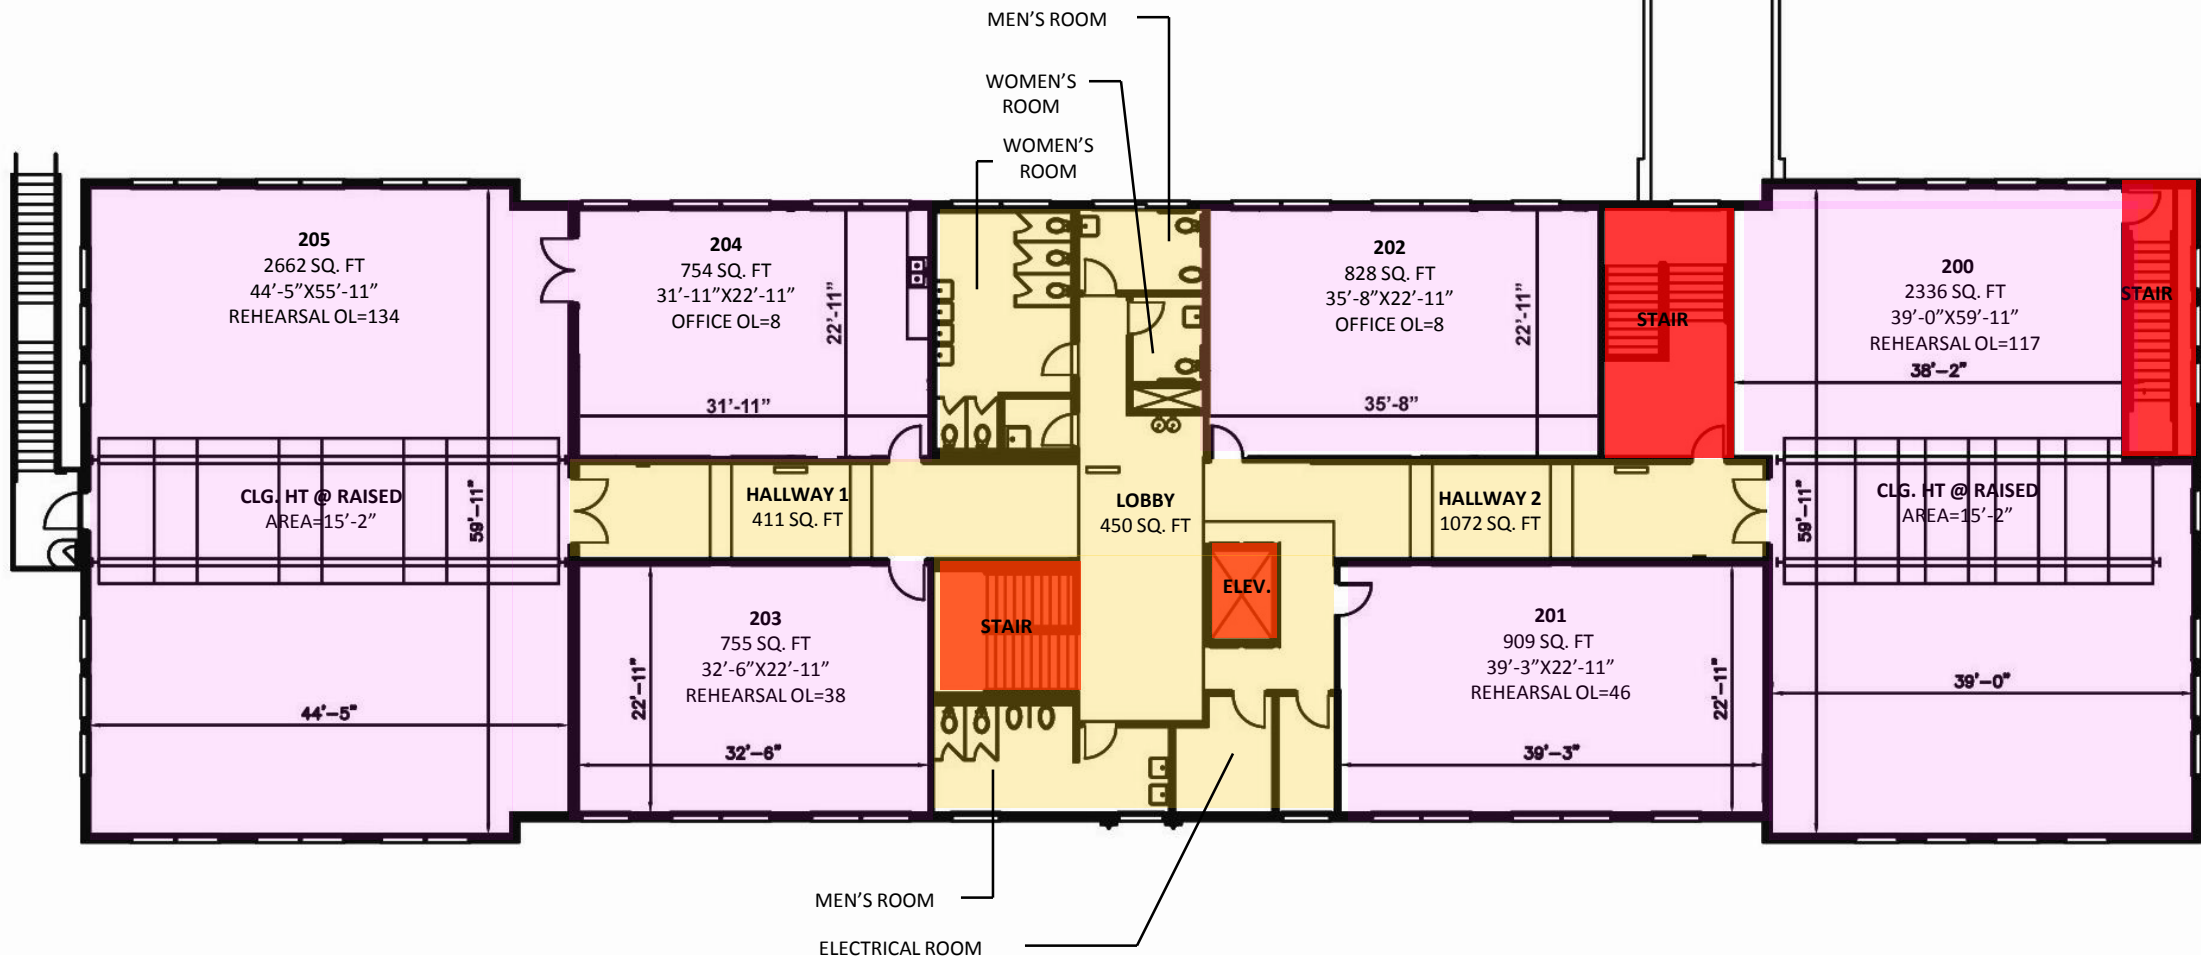 MEN’S ROOM
WOMEN’S
ROOM
WOMEN’S
ROOM
205
2662 SQ. FT
44’-5”X55’-11”
REHEARSAL OL=134
204
754 SQ. FT
31’-11”X22’-11”
OFFICE OL=8
22'-11"
31'-11"
202
828 SQ. FT
35’-8”X22’-11”
OFFICE OL=8
22'-11"
35'-8"
STAIR
200
2336 SQ. FT
39’-0”X59’-11”
REHEARSAL OL=117
38'-2"
STAIR
CLG. HT @ RAISED
AREA=15’-2”
59'-11"
HALLWAY 1
411 SQ. FT
LOBBY
450 SQ. FT
HALLWAY 2
1072 SQ. FT
59'-11"
CLG. HT @ RAISED
AREA=15’-2”
ELEV.
STAIR
203
755 SQ. FT
32’-6”X22’-11”
REHEARSAL OL=38
22'-11"
32'-6"
201
909 SQ. FT
39’-3”X22’-11”
REHEARSAL OL=46
22'-11"
39'-3"
44'-5"
39'-0"
MEN’S ROOM
ELECTRICAL ROOM